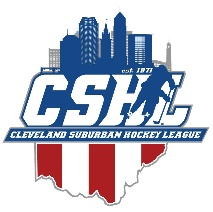 est. 1971
CSHL
CLEVELAND SUBURBAN HOCKEY LEAGUE